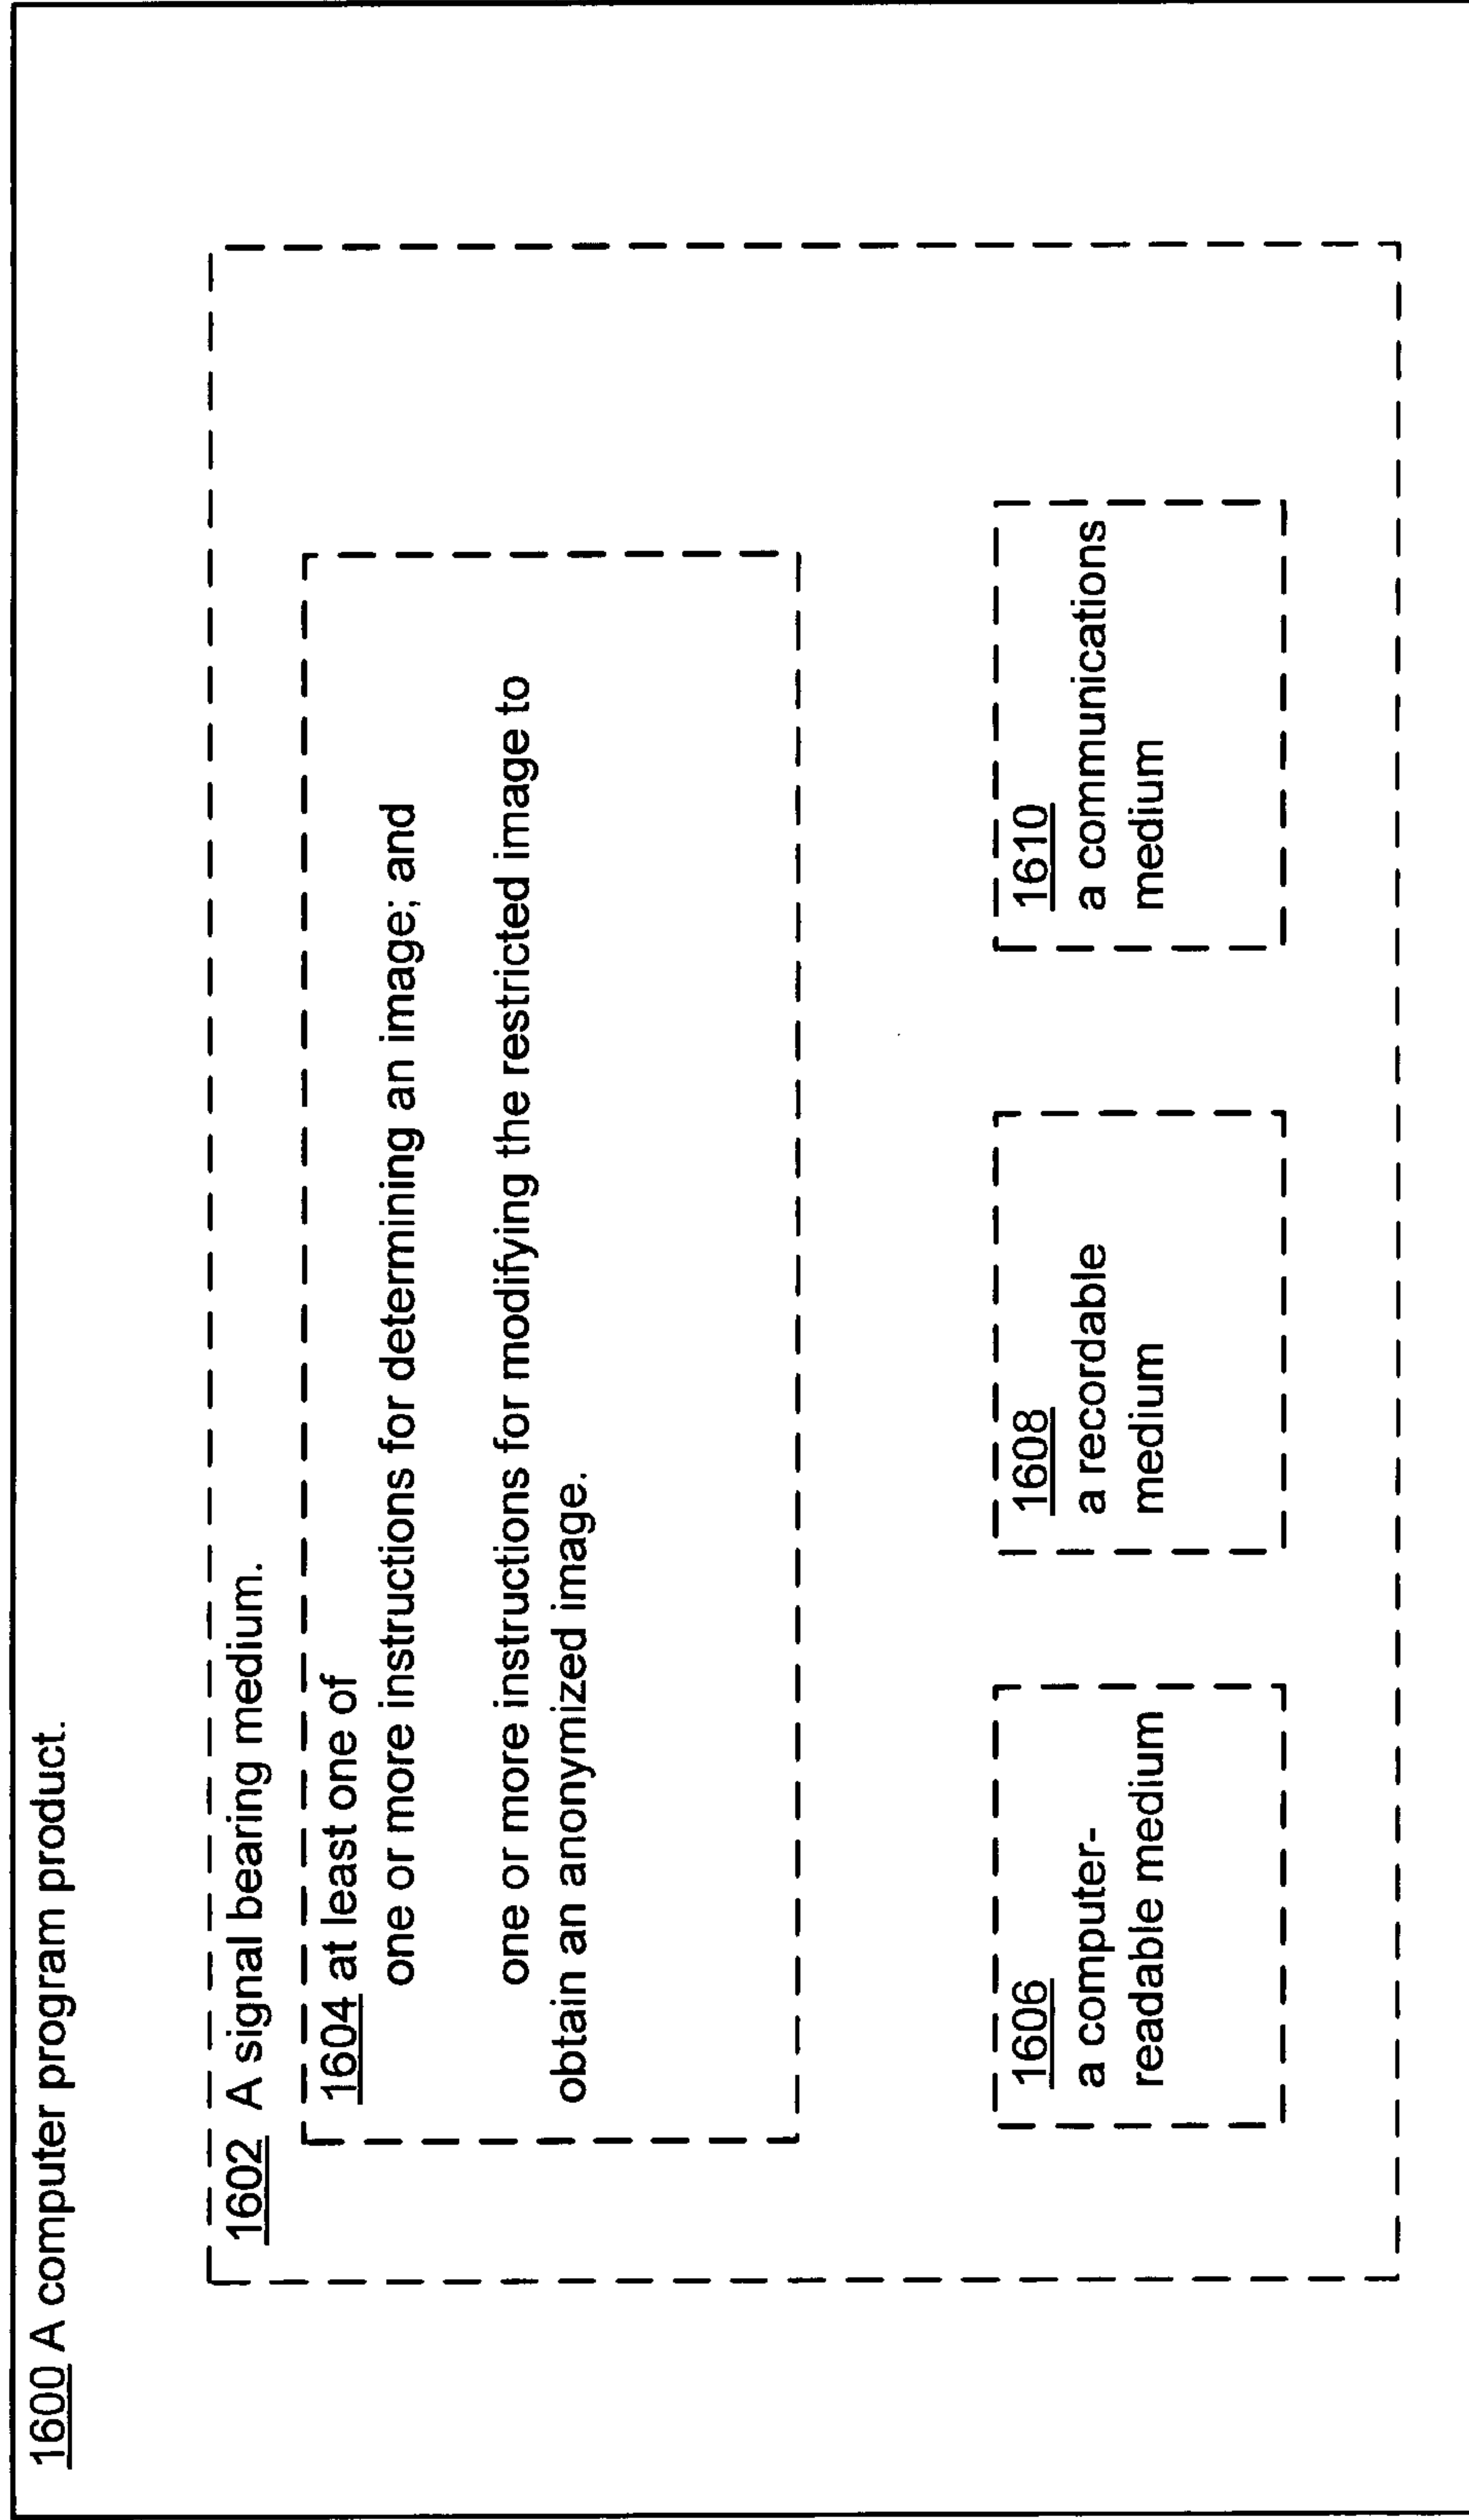 1600 A computer program product.
1602 A signal bearing medium.
1604 at least one of
one or more instructions for determining an image; and
one or more instructions for modifying the restricted image to
obtain an anonymized image.
1606
a computer-
readable medium
1608
a recordable
medium
1610
a communications
medium